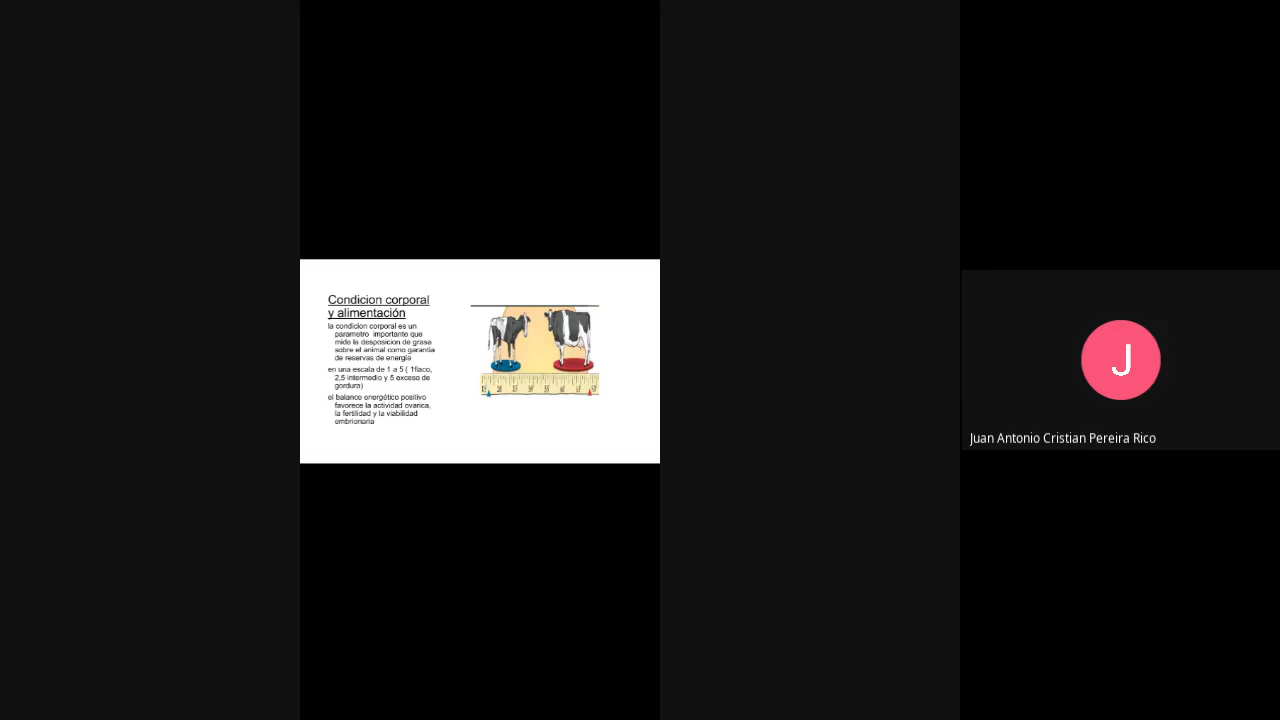 Condicion corporal
y alimentación
la condicion corporal es un
parametro importante que
mide la desposicion de grasa
sobre el animal como garantia
de reservas de energía
en una escala de 1 a 5 ( 1flaco,
2,5 intermedio y 5 exceso de
gordura)
el balance energótico positivo
favorece la actividad ovarica,
la fertilidad y la viabilidad
embrionaria
J
Juan Antonio Cristian Pereira Rico